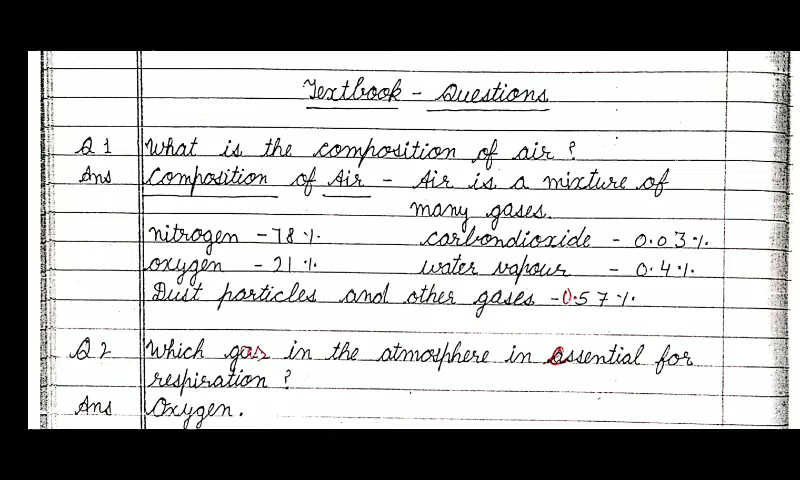 Textbook - Questions
Q 1 What is the composition of air ?
Ans Composition of Air - Air is a mixture of
many gases.
nitrogen - 78 % carbondioxide - 0.03 %
oxygen - 21 % water vapour - 0.4 %
Dust particles and other gases - 0.57 %
Q 2 Which gas in the atmosphere in essential for
respiration ?
Ans Oxygen.